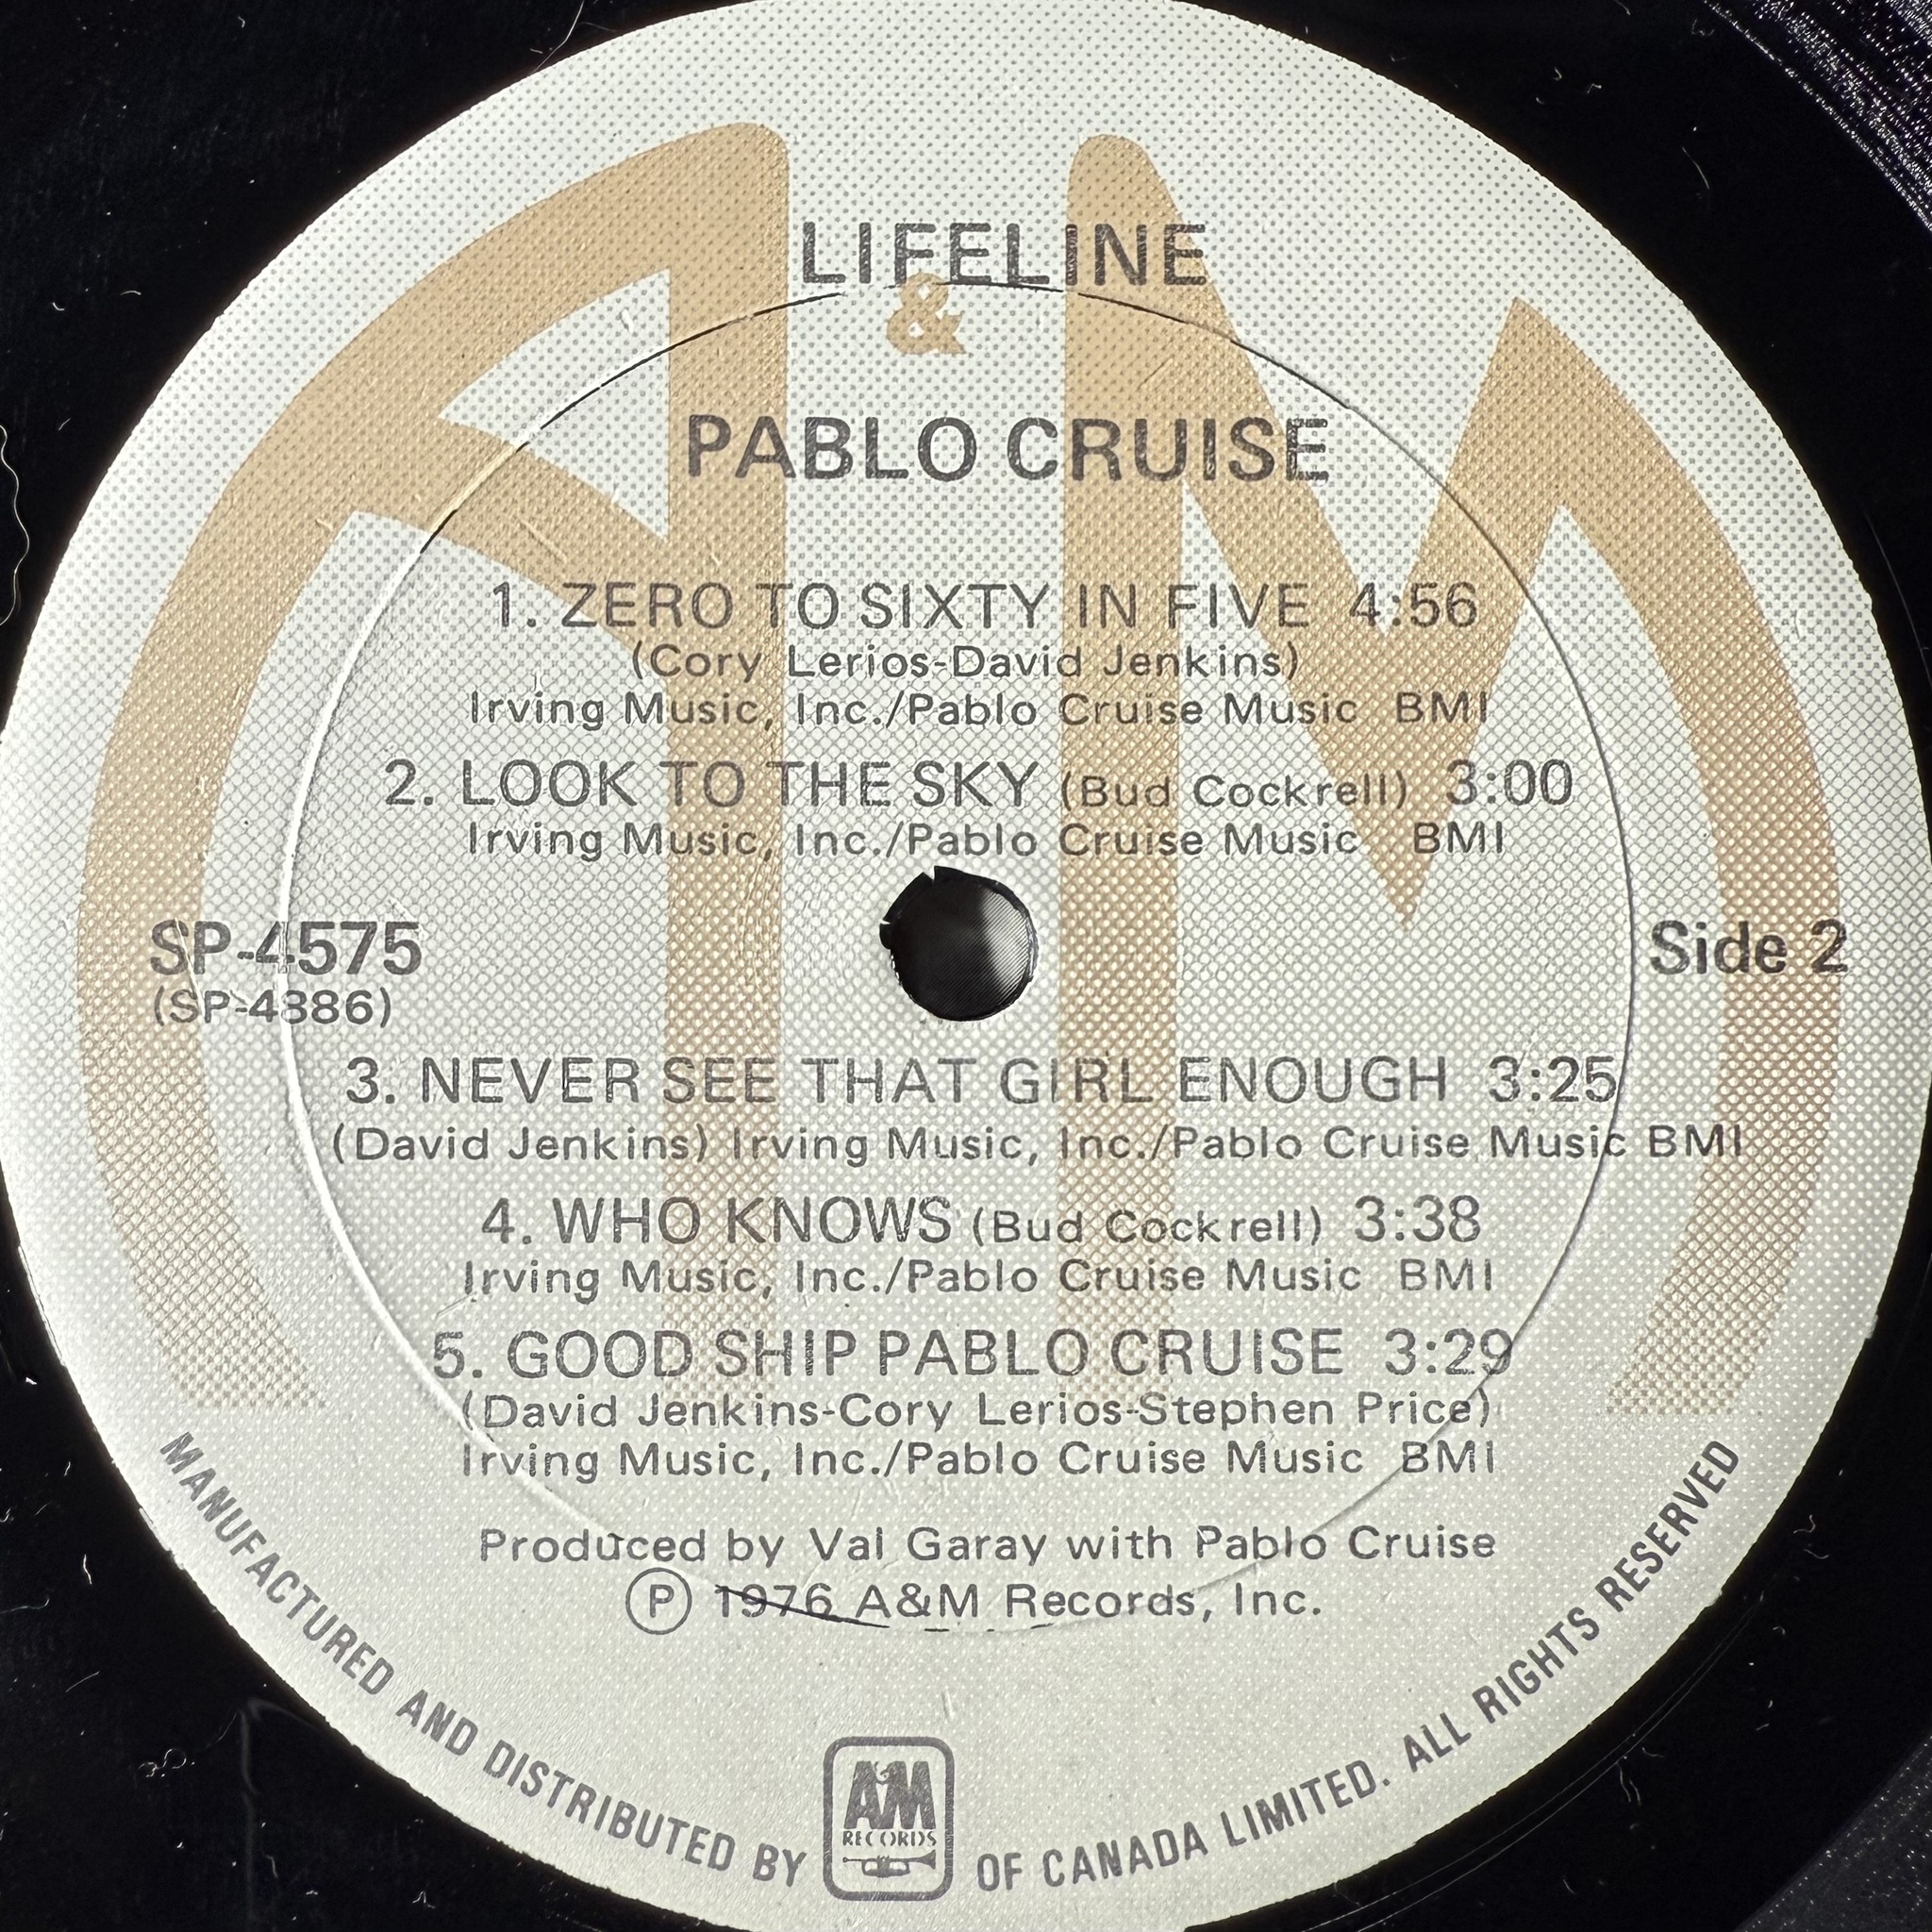 LIFELINE
&
PABLO CRUISE
1. ZERO TO SIXTY IN FIVE 4:56
(Cory Lerios-David Jenkins)
Irving Music, Inc./Pablo Cruise Music BMI
2. LOOK TO THE SKY (Bud Cockrell) 3:00
Irving Music, Inc./Pablo Cruise Music BMI
SP-4575
(SP-4886)
Side 2
3. NEVER SEE THAT GIRL ENOUGH 3:25
(David Jenkins) Irving Music, Inc./Pablo Cruise Music BMI
4. WHO KNOWS (Bud Cockrell) 3:38
Irving Music, Inc./Pablo Cruise Music BMI
5. GOOD SHIP PABLO CRUISE 3:29
(David Jenkins-Cory Lerios-Stephen Price)
Irving Music, Inc./Pablo Cruise Music BMI
Produced by Val Garay with Pablo Cruise
Ⓟ 1976 A&M Records, Inc.
MANUFACTURED AND DISTRIBUTED BY A&M RECORDS OF CANADA LIMITED. ALL RIGHTS RESERVED